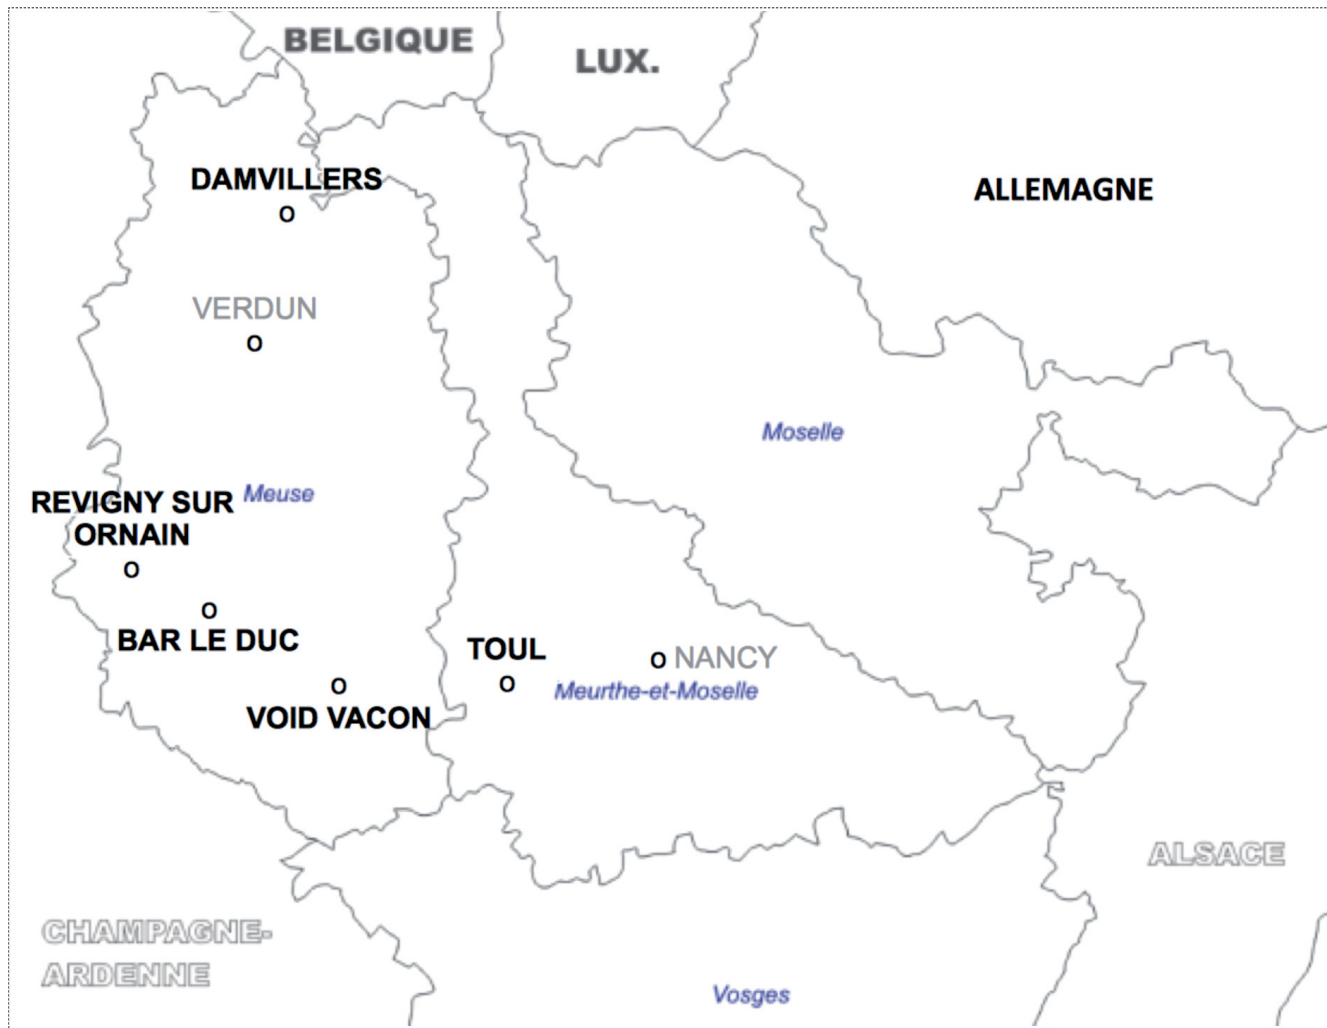 BELGIQUE
LUX.
DAMVILLERS
ALLEMAGNE
VERDUN
Moselle
REVIGNY SUR
ORNAIN
Meuse
BAR LE DUC
TOUL
NANCY
Meurthe-et-Moselle
VOID VACON
ALSACE
CHAMPAGNE-
ARDENNE
Vosges